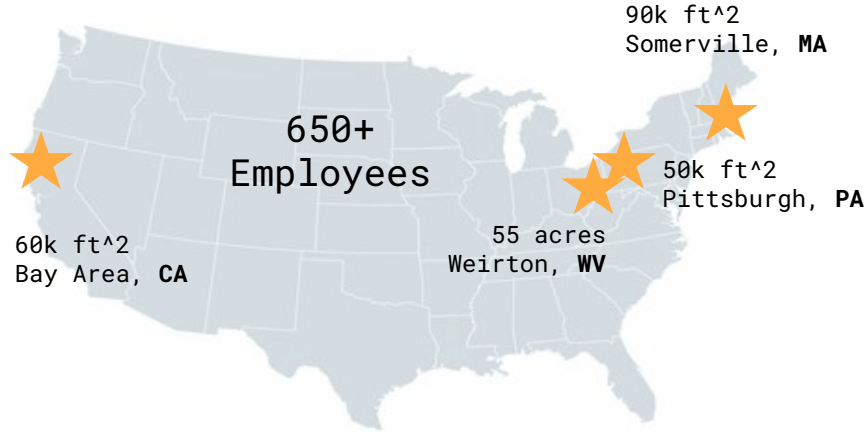 90k ft^2
Somerville, MA
650+
Employees
50k ft^2
Pittsburgh, PA
55 acres
Weirton, WV
60k ft^2
Bay Area, CA